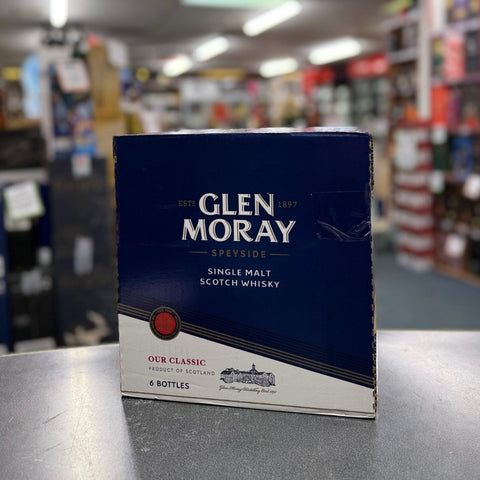 ESTD 1897
GLEN
MORAY
SPEYSIDE
SINGLE MALT
SCOTCH WHISKY
OUR CLASSIC
PRODUCT OF SCOTLAND
6 BOTTLES